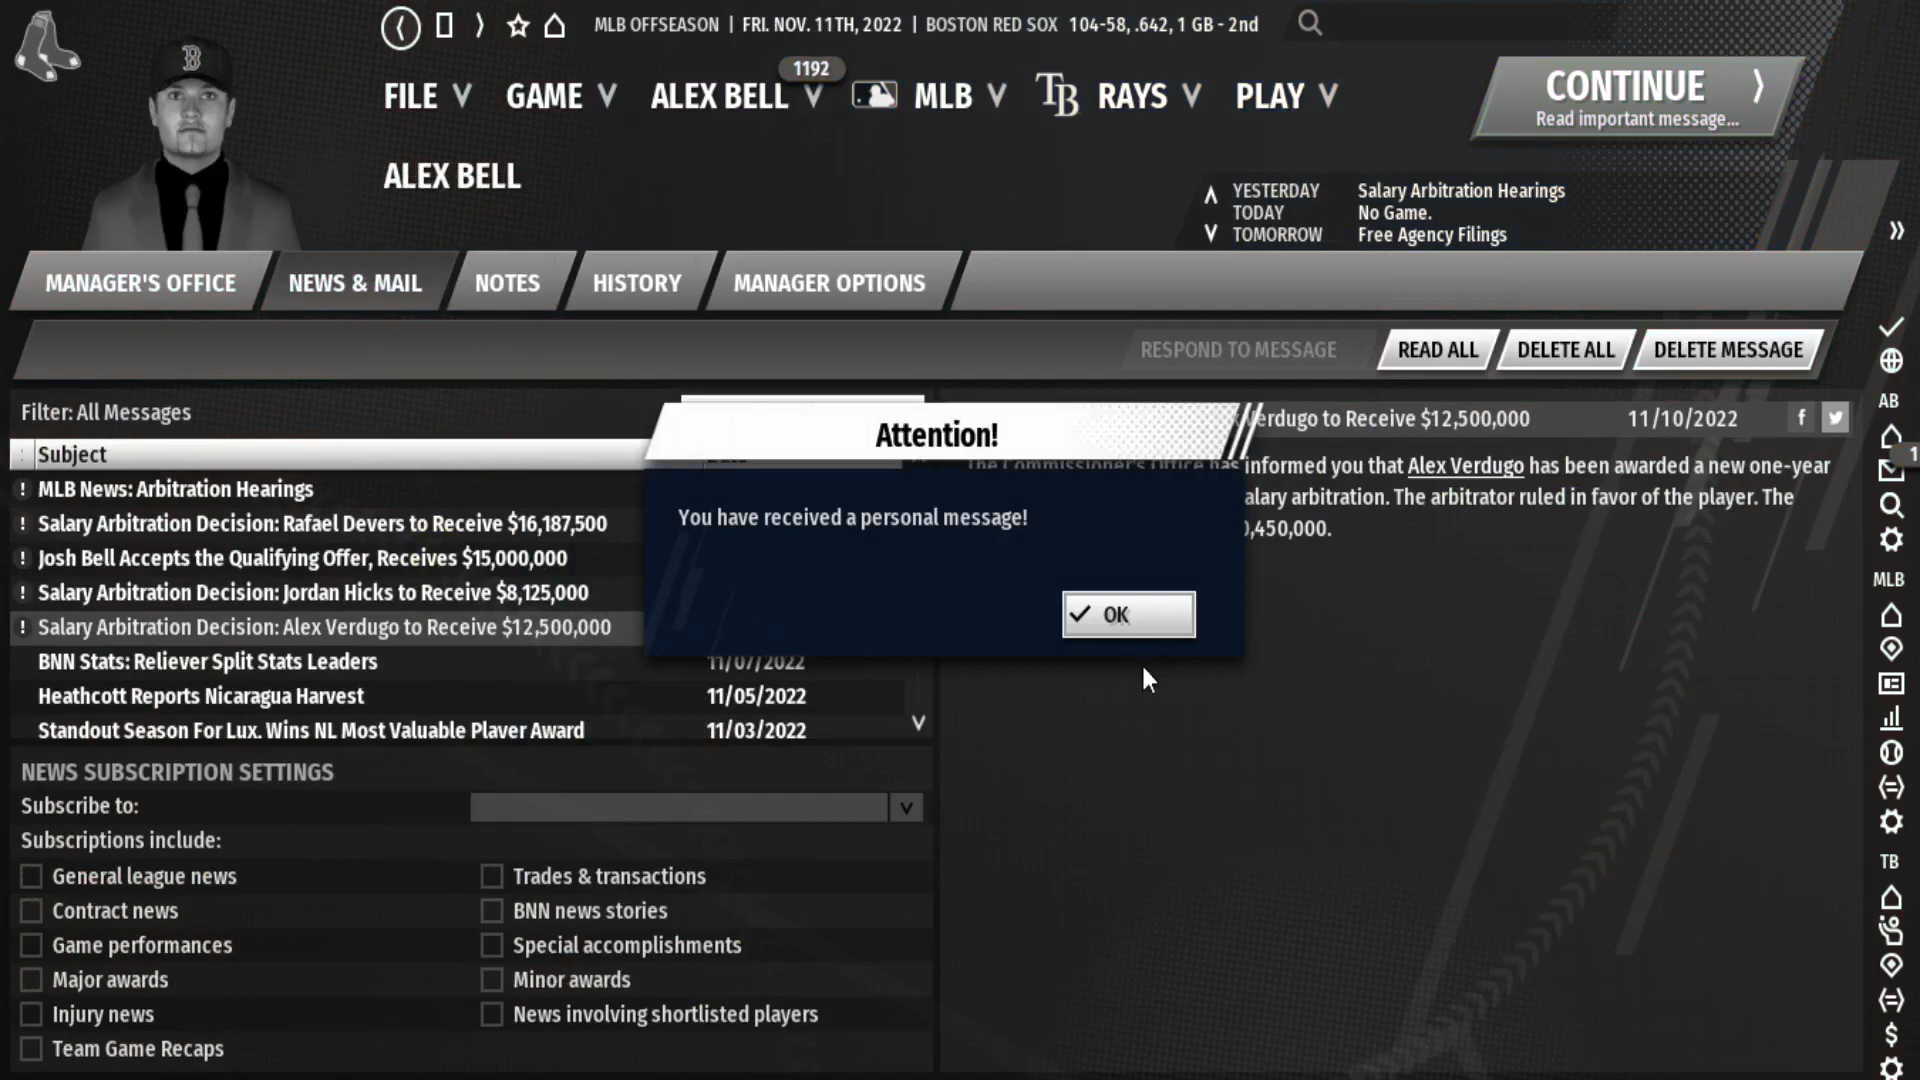 MLB OFFSEASON | FRI. NOV. 11TH, 2022 | BOSTON RED SOX 104-58, .642, 1 GB - 2nd
1192
FILE GAME ALEX BELL MLB TB RAYS PLAY
CONTINUE
Read important message...
ALEX BELL
YESTERDAY Salary Arbitration Hearings
TODAY No Game.
TOMORROW Free Agency Filings
MANAGER'S OFFICE NEWS & MAIL NOTES HISTORY MANAGER OPTIONS
RESPOND TO MESSAGE READ ALL DELETE ALL DELETE MESSAGE
Filter: All Messages
Subject
! MLB News: Arbitration Hearings
! Salary Arbitration Decision: Rafael Devers to Receive $16,187,500
! Josh Bell Accepts the Qualifying Offer, Receives $15,000,000
! Salary Arbitration Decision: Jordan Hicks to Receive $8,125,000
! Salary Arbitration Decision: Alex Verdugo to Receive $12,500,000
BNN Stats: Reliever Split Stats Leaders 11/07/2022
Heathcott Reports Nicaragua Harvest 11/05/2022
Standout Season For Lux. Wins NL Most Valuable Player Award 11/03/2022
Attention!
You have received a personal message!
OK
erdugo to Receive $12,500,000 11/10/2022
The Commissioner's Office has informed you that Alex Verdugo has been awarded a new one-year
alary arbitration. The arbitrator ruled in favor of the player. The
,450,000.
NEWS SUBSCRIPTION SETTINGS
Subscribe to:
Subscriptions include:
General league news Trades & transactions
Contract news BNN news stories
Game performances Special accomplishments
Major awards Minor awards
Injury news News involving shortlisted players
Team Game Recaps
AB
1
MLB
TB